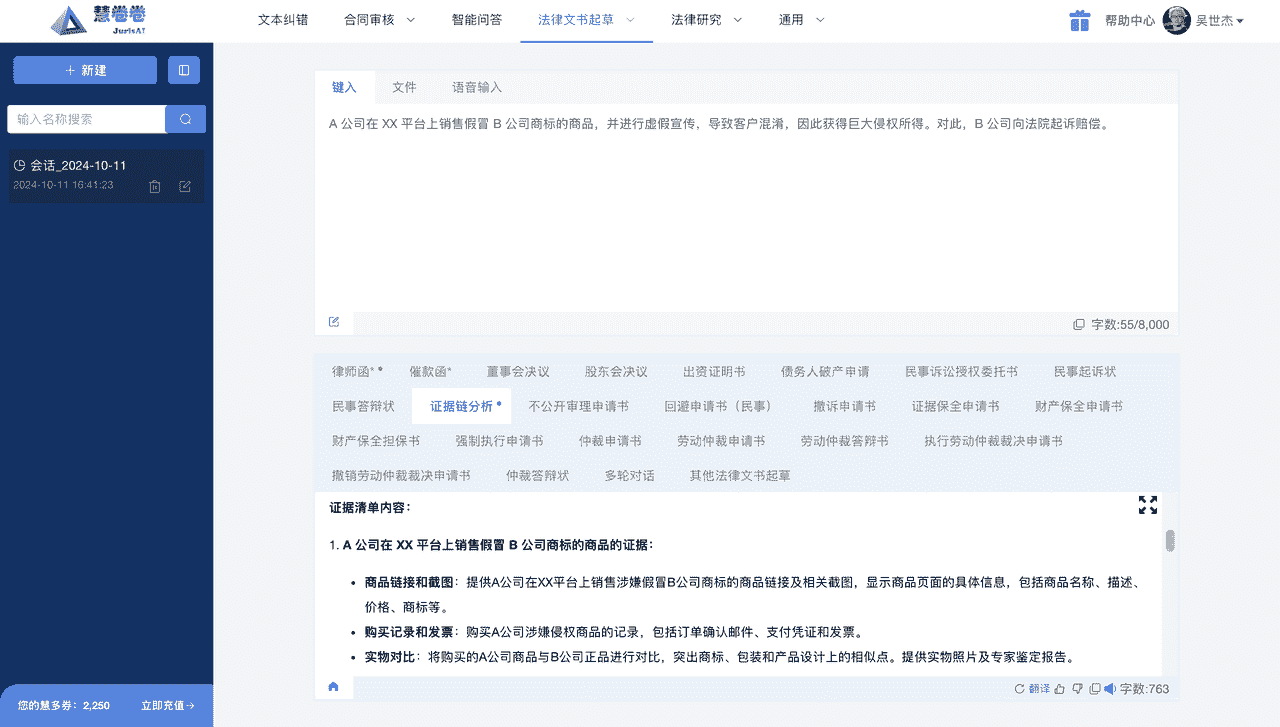 慧卷卷
JurisAI
文本纠错 合同审核 智能问答 法律文书起草 法律研究 通用 帮助中心 吴世杰
+ 新建
输入名称搜索
会话_2024-10-11
2024-10-11 16:41:23
键入 文件 语音输入
A 公司在 XX 平台上销售假冒 B 公司商标的商品，并进行虚假宣传，导致客户混淆，因此获得巨大侵权所得。对此，B 公司向法院起诉赔偿。
字数:55/8,000
律师函* 催款函* 董事会决议 股东会决议 出资证明书 债务人破产申请 民事诉讼授权委托书 民事起诉状
民事答辩状 证据链分析 不公开审理申请书 回避申请书（民事） 撤诉申请书 证据保全申请书 财产保全申请书
财产保全担保书 强制执行申请书 仲裁申请书 劳动仲裁申请书 劳动仲裁答辩书 执行劳动仲裁裁决申请书
撤销劳动仲裁裁决申请书 仲裁答辩状 多轮对话 其他法律文书起草
证据清单内容：
1. A 公司在 XX 平台上销售假冒 B 公司商标的商品的证据：
• 商品链接和截图：提供A公司在XX平台上销售涉嫌假冒B公司商标的商品链接及相关截图，显示商品页面的具体信息，包括商品名称、描述、
价格、商标等。
• 购买记录和发票：购买A公司涉嫌侵权商品的记录，包括订单确认邮件、支付凭证和发票。
• 实物对比：将购买的A公司商品与B公司正品进行对比，突出商标、包装和产品设计上的相似点。提供实物照片及专家鉴定报告。
翻译 字数:763
您的慧多券：2,250 立即充值→